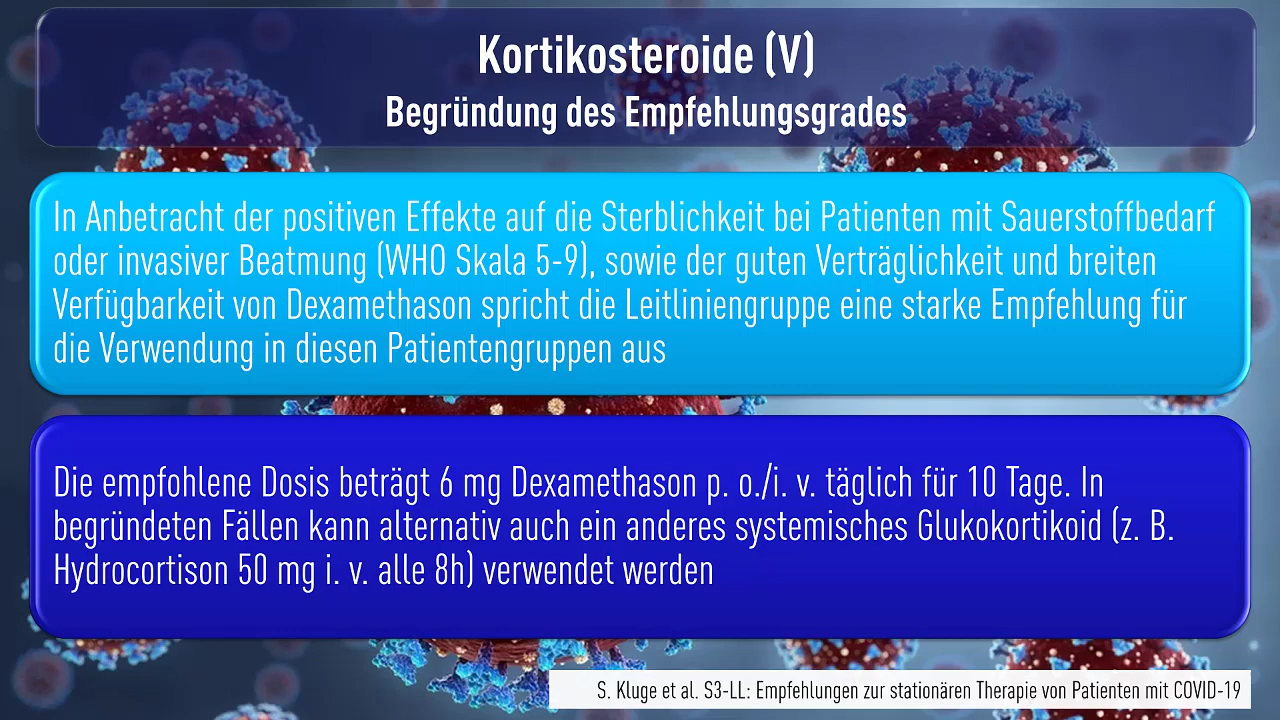 Kortikosteroide (V)
Begründung des Empfehlungsgrades
In Anbetracht der positiven Effekte auf die Sterblichkeit bei Patienten mit Sauerstoffbedarf
oder invasiver Beatmung (WHO Skala 5-9), sowie der guten Verträglichkeit und breiten
Verfügbarkeit von Dexamethason spricht die Leitliniengruppe eine starke Empfehlung für
die Verwendung in diesen Patientengruppen aus
Die empfohlene Dosis beträgt 6 mg Dexamethason p. o./i. v. täglich für 10 Tage. In
begründeten Fällen kann alternativ auch ein anderes systemisches Glukokortikoid (z. B.
Hydrocortison 50 mg i. v. alle 8h) verwendet werden
S. Kluge et al. S3-LL: Empfehlungen zur stationären Therapie von Patienten mit COVID-19